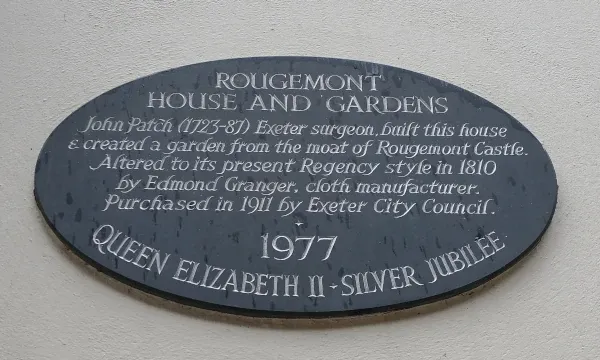 ROUGEMONT
HOUSE AND GARDENS
John Patch (1723-87) Exeter surgeon, built this house
& created a garden from the moat of Rougemont Castle.
Altered to its present Regency style in 1810
by Edmond Granger, cloth manufacturer.
Purchased in 1911 by Exeter City Council.
1977
QUEEN ELIZABETH II - SILVER JUBILEE